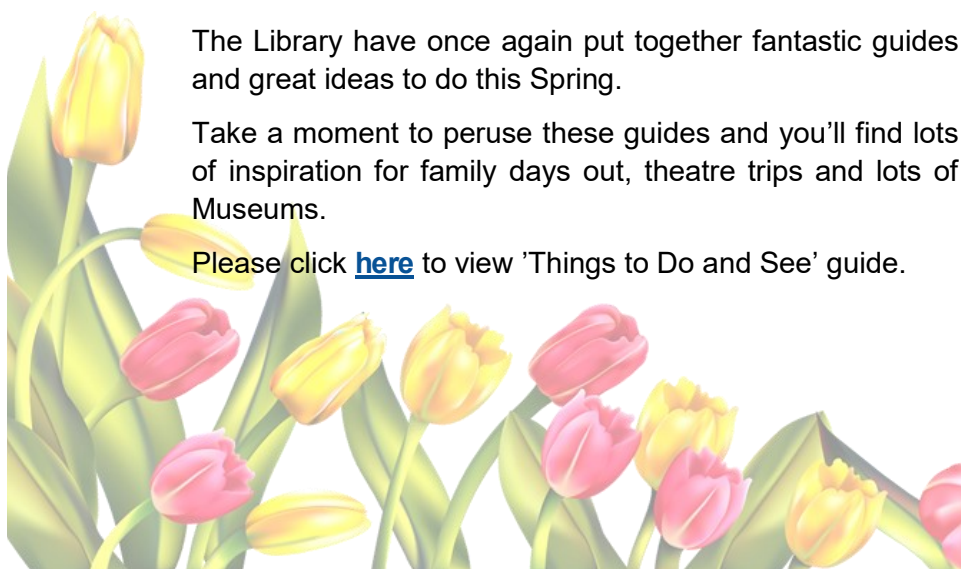 The Library have once again put together fantastic guides
and great ideas to do this Spring.
Take a moment to peruse these guides and you’ll find lots
of inspiration for family days out, theatre trips and lots of
Museums.
Please click here to view ’Things to Do and See’ guide.